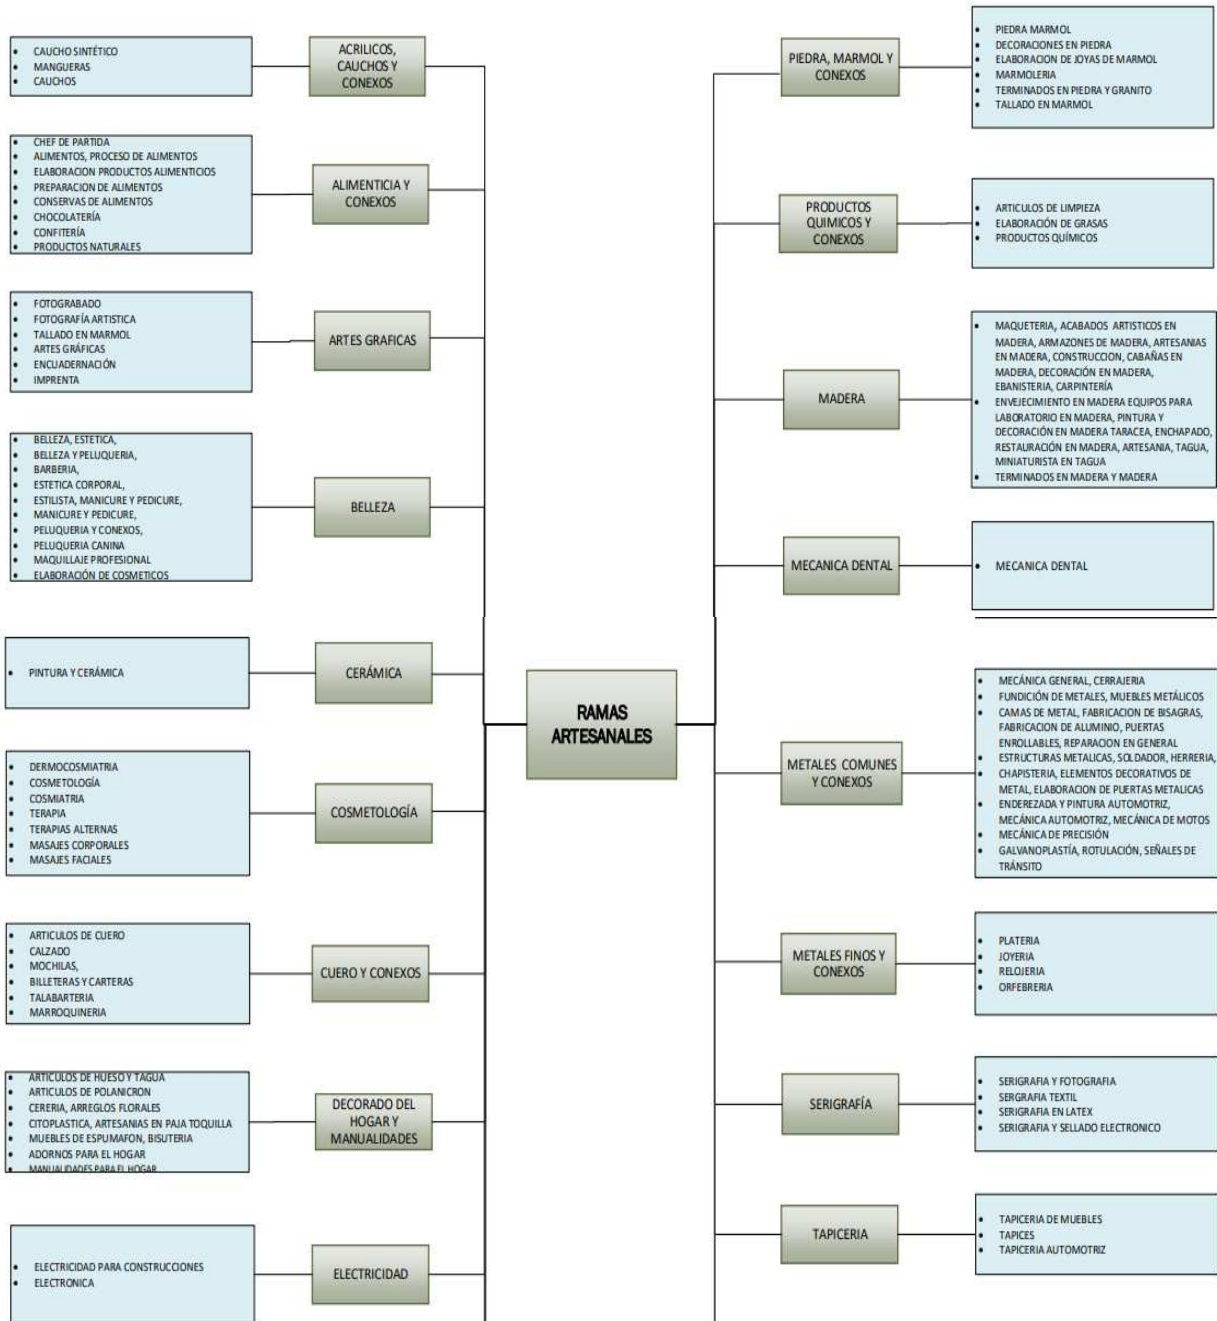 CAUCHO SINTÉTICO
MANGUERAS
CAUCHOS
ACRILICOS,
CAUCHOS Y
CONEXOS
CHEF DE PARTIDA
ALIMENTOS, PROCESO DE ALIMENTOS
ELABORACION PRODUCTOS ALIMENTICIOS
PREPARACION DE ALIMENTOS
CONSERVAS DE ALIMENTOS
CHOCOLATERÍA
CONFITERÍA
PRODUCTOS NATURALES
ALIMENTICIA Y
CONEXOS
FOTOGRABADO
FOTOGRAFÍA ARTISTICA
TALLADO EN MARMOL
ARTES GRÁFICAS
ENCUADERNACIÓN
IMPRENTA
ARTES GRAFICAS
BELLEZA, ESTETICA,
BELLEZA Y PELUQUERIA,
BARBERIA,
ESTETICA CORPORAL,
ESTILISTA, MANICURE Y PEDICURE,
MANICURE Y PEDICURE,
PELUQUERIA Y CONEXOS,
PELUQUERIA CANINA
MAQUILLAJE PROFESIONAL
ELABORACIÓN DE COSMETICOS
BELLEZA
PINTURA Y CERÁMICA
CERÁMICA
DERMOCOSMIATRIA
COSMETOLOGÍA
COSMIATRIA
TERAPIA
TERAPIAS ALTERNAS
MASAJES CORPORALES
MASAJES FACIALES
COSMETOLOGÍA
ARTICULOS DE CUERO
CALZADO
MOCHILAS,
BILLETERAS Y CARTERAS
TALABARTERIA
MARROQUINERIA
CUERO Y CONEXOS
ARTICULOS DE HUESO Y TAGUA
ARTICULOS DE POLANICRON
CERERIA, ARREGLOS FLORALES
CITOPLASTICA, ARTESANIAS EN PAJA TOQUILLA
MUEBLES DE ESPUMAFON, BISUTERIA
ADORNOS PARA EL HOGAR
MANUALIDADES PARA EL HOGAR
DECORADO DEL
HOGAR Y
MANUALIDADES
ELECTRICIDAD PARA CONSTRUCCIONES
ELECTRONICA
ELECTRICIDAD
RAMAS
ARTESANALES
PIEDRA, MARMOL Y
CONEXOS
PIEDRA MARMOL
DECORACIONES EN PIEDRA
ELABORACION DE JOYAS DE MARMOL
MARMOLERIA
TERMINADOS EN PIEDRA Y GRANITO
TALLADO EN MARMOL
PRODUCTOS
QUIMICOS Y
CONEXOS
ARTICULOS DE LIMPIEZA
ELABORACIÓN DE GRASAS
PRODUCTOS QUÍMICOS
MADERA
MAQUETERIA, ACABADOS ARTISTICOS EN
MADERA, ARMAZONES DE MADERA, ARTESANIAS
EN MADERA, CONSTRUCCION, CABAÑAS EN
MADERA, DECORACIÓN EN MADERA,
EBANISTERIA, CARPINTERÍA
ENVEJECIMIENTO EN MADERA EQUIPOS PARA
LABORATORIO EN MADERA, PINTURA Y
DECORACIÓN EN MADERA TARACEA, ENCHAPADO,
RESTAURACIÓN EN MADERA, ARTESANIA, TAGUA,
MINIATURISTA EN TAGUA
TERMINADOS EN MADERA Y MADERA
MECANICA DENTAL
MECANICA DENTAL
METALES COMUNES
Y CONEXOS
MECÁNICA GENERAL, CERRAJERIA
FUNDICIÓN DE METALES, MUEBLES METÁLICOS
CAMAS DE METAL, FABRICACION DE BISAGRAS,
FABRICACION DE ALUMINIO, PUERTAS
ENROLLABLES, REPARACION EN GENERAL
ESTRUCTURAS METALICAS, SOLDADOR, HERRERIA,
CHAPISTERIA, ELEMENTOS DECORATIVOS DE
METAL, ELABORACION DE PUERTAS METALICAS
ENDEREZADA Y PINTURA AUTOMOTRIZ,
MECÁNICA AUTOMOTRIZ, MECÁNICA DE MOTOS
MECÁNICA DE PRECISIÓN
GALVANOPLASTÍA, ROTULACIÓN, SEÑALES DE
TRÁNSITO
METALES FINOS Y
CONEXOS
PLATERIA
JOYERIA
RELOJERIA
ORFEBRERIA
SERIGRAFÍA
SERIGRAFIA Y FOTOGRAFIA
SERGRAFIA TEXTIL
SERIGRAFIA EN LATEX
SERIGRAFIA Y SELLADO ELECTRONICO
TAPICERIA
TAPICERIA DE MUEBLES
TAPICES
TAPICERIA AUTOMOTRIZ